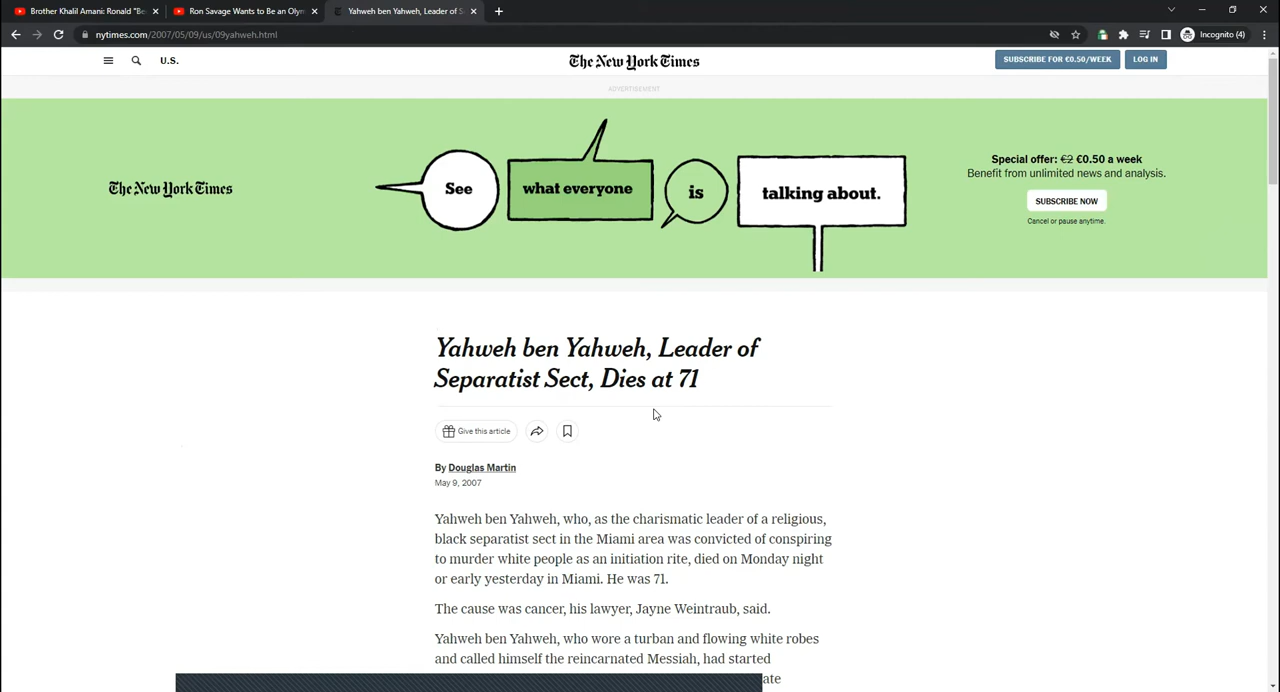 Brother Khalil Amani: Ronald "Be
Ron Savage Wants to Be an Olym
Yahweh ben Yahweh, Leader of S
nytimes.com/2007/05/09/us/09yahweh.html
Incognito (4)
U.S.
The New York Times
SUBSCRIBE FOR €0.50/WEEK
LOG IN
ADVERTISEMENT
The New York Times
See
what everyone
is
talking about.
Special offer: €2 €0.50 a week
Benefit from unlimited news and analysis.
SUBSCRIBE NOW
Cancel or pause anytime.
Yahweh ben Yahweh, Leader of
Separatist Sect, Dies at 71
Give this article
By Douglas Martin
May 9, 2007
Yahweh ben Yahweh, who, as the charismatic leader of a religious,
black separatist sect in the Miami area was convicted of conspiring
to murder white people as an initiation rite, died on Monday night
or early yesterday in Miami. He was 71.
The cause was cancer, his lawyer, Jayne Weintraub, said.
Yahweh ben Yahweh, who wore a turban and flowing white robes
and called himself the reincarnated Messiah, had started
ate